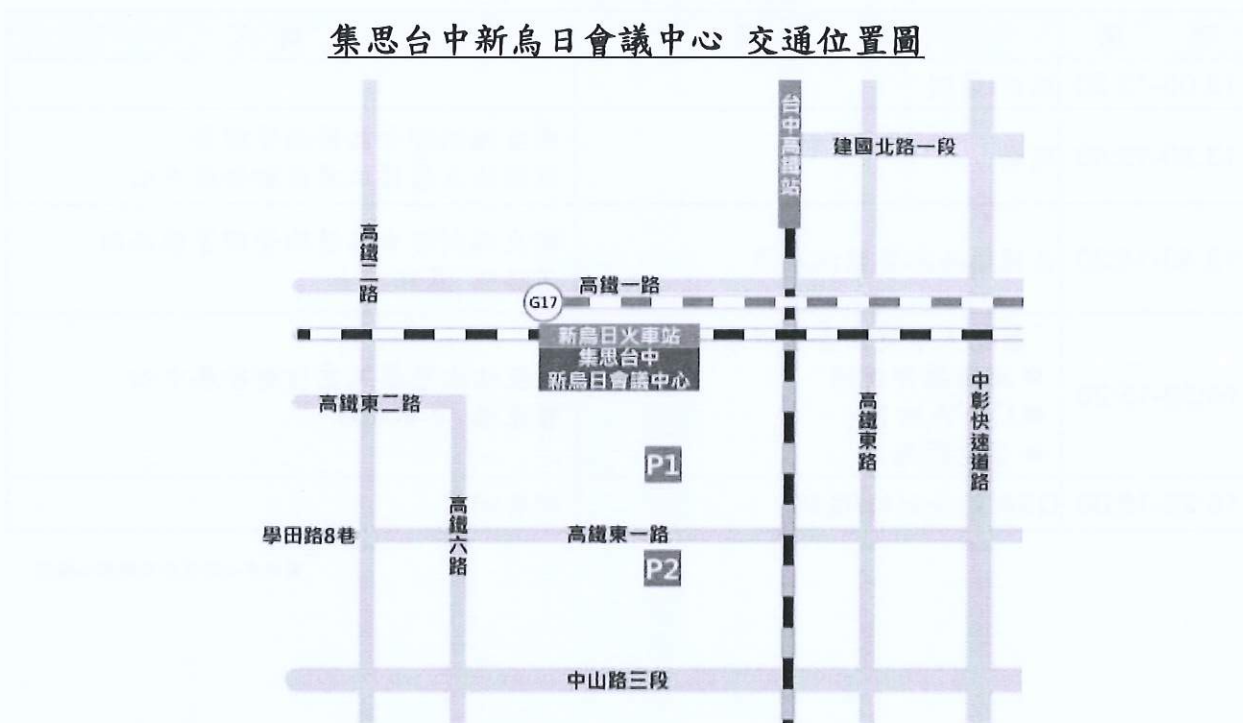 集思台中新烏日會議中心 交通位置圖
台中高鐵站
建國北路一段
高鐵二路
高鐵一路
G17
新烏日火車站
集思台中
新烏日會議中心
高鐵東二路
高鐵東路
中彰快速道路
P1
高鐵六路
學田路8巷
高鐵東一路
P2
中山路三段